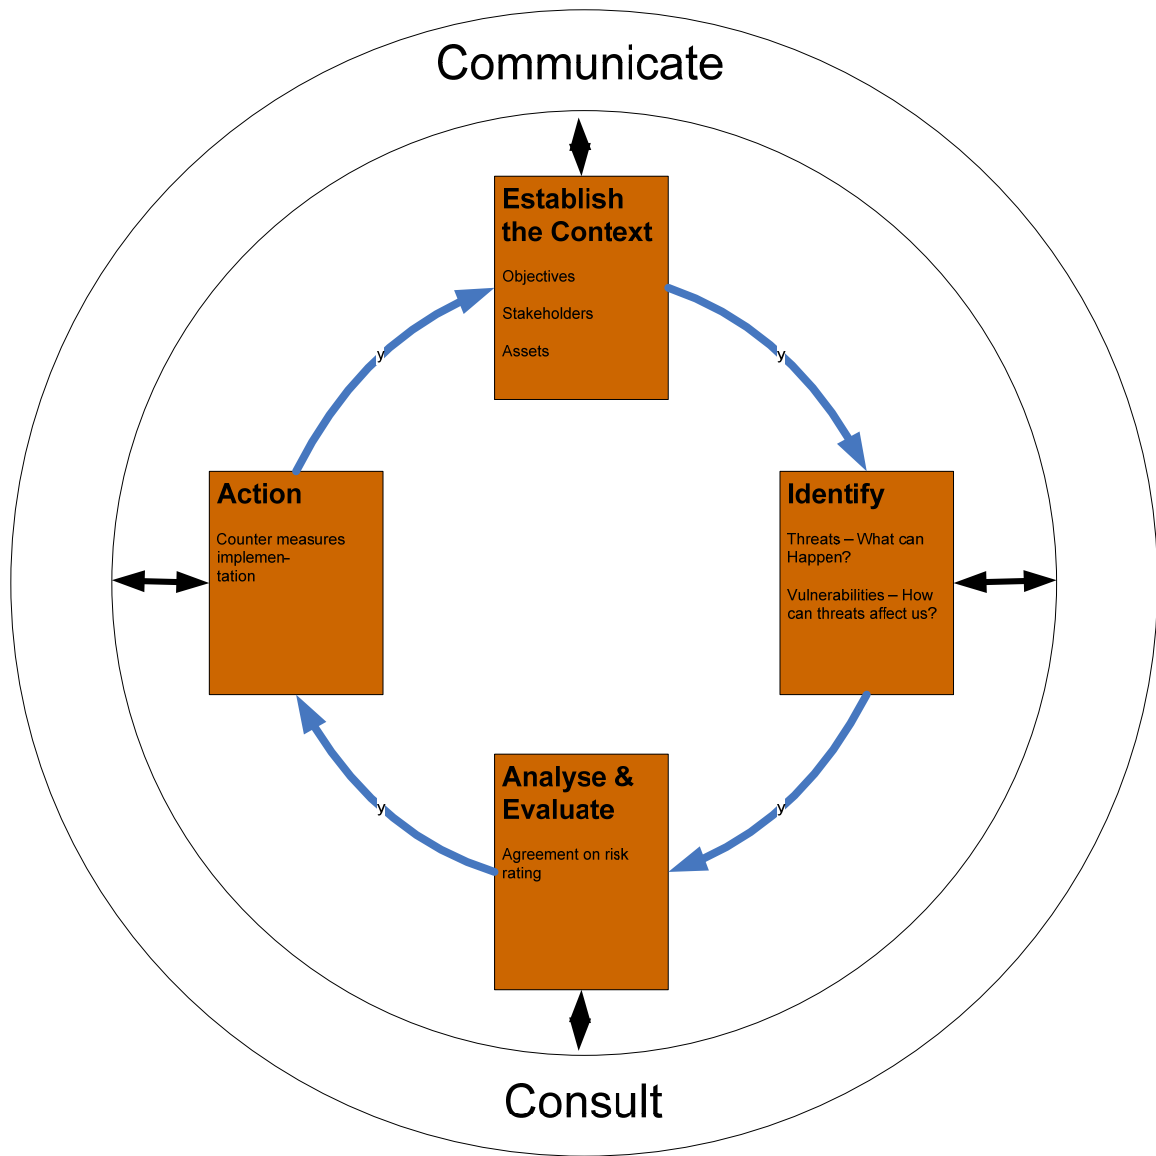 Communicate
Establish
the Context
Objectives
Stakeholders
Assets
y
y
Action
Counter measures
implemen–
tation
Identify
Threats – What can
Happen?
Vulnerabilities – How
can threats affect us?
y
y
Analyse &
Evaluate
Agreement on risk
rating
Consult